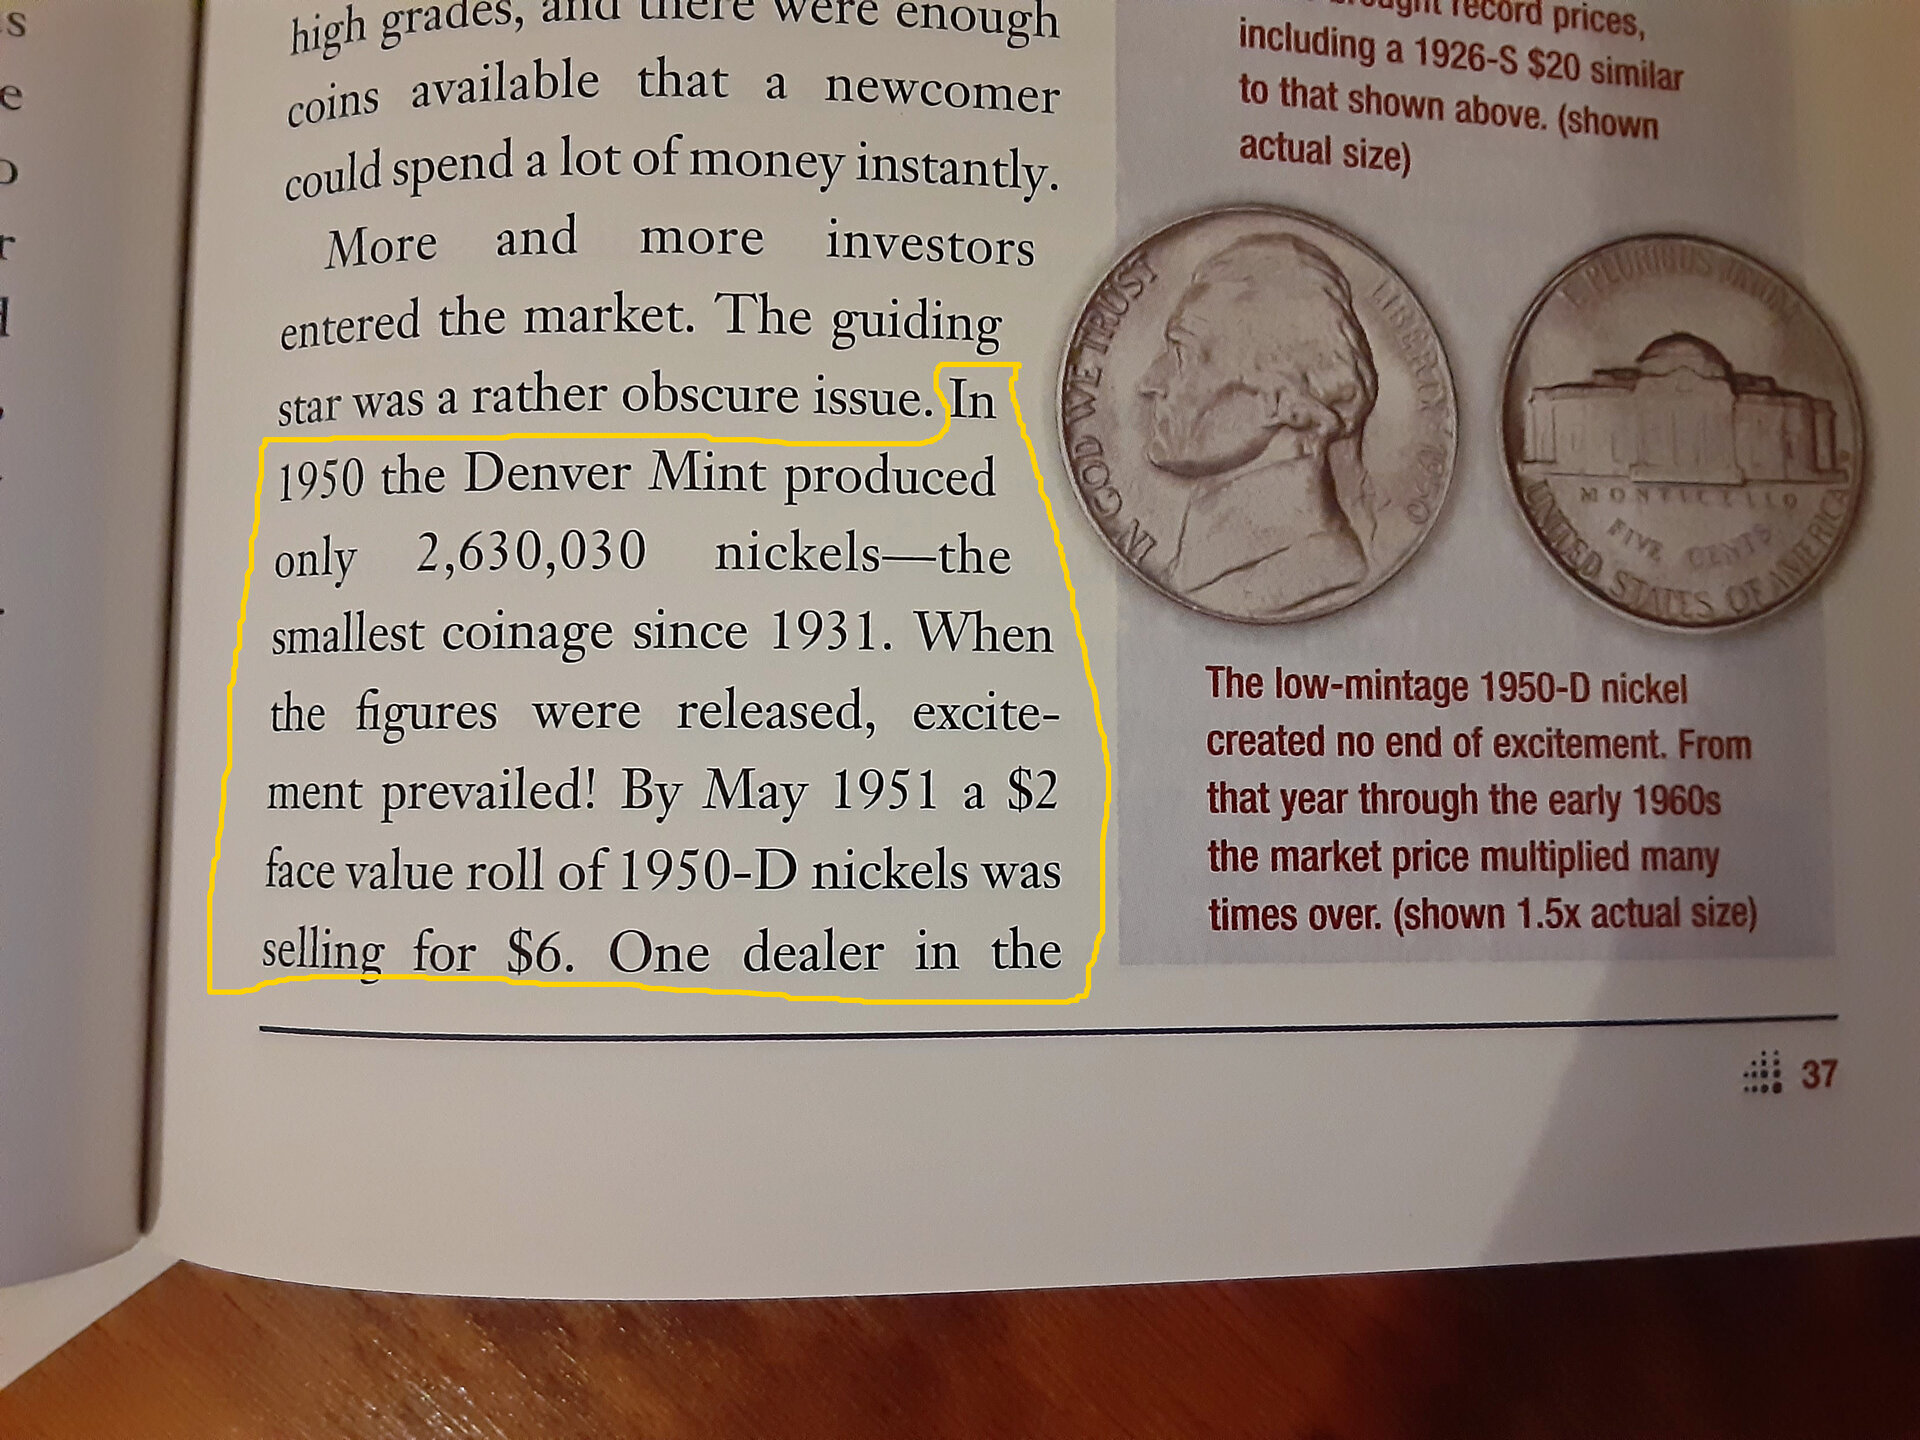 s
e
r
high grades, and there were enough
coins available that a newcomer
could spend a lot of money instantly.
More and more investors
entered the market. The guiding
star was a rather obscure issue. In
1950 the Denver Mint produced
only 2,630,030 nickels—the
smallest coinage since 1931. When
the figures were released, excite-
ment prevailed! By May 1951 a $2
face value roll of 1950-D nickels was
selling for $6. One dealer in the
record prices,
including a 1926-S $20 similar
to that shown above. (shown
actual size)
IN GOD WE TRUST
LIBERTY 1950
E PLURIBUS UNUM
MONTICELLO
FIVE CENTS
UNITED STATES OF AMERICA
The low-mintage 1950-D nickel
created no end of excitement. From
that year through the early 1960s
the market price multiplied many
times over. (shown 1.5x actual size)
37